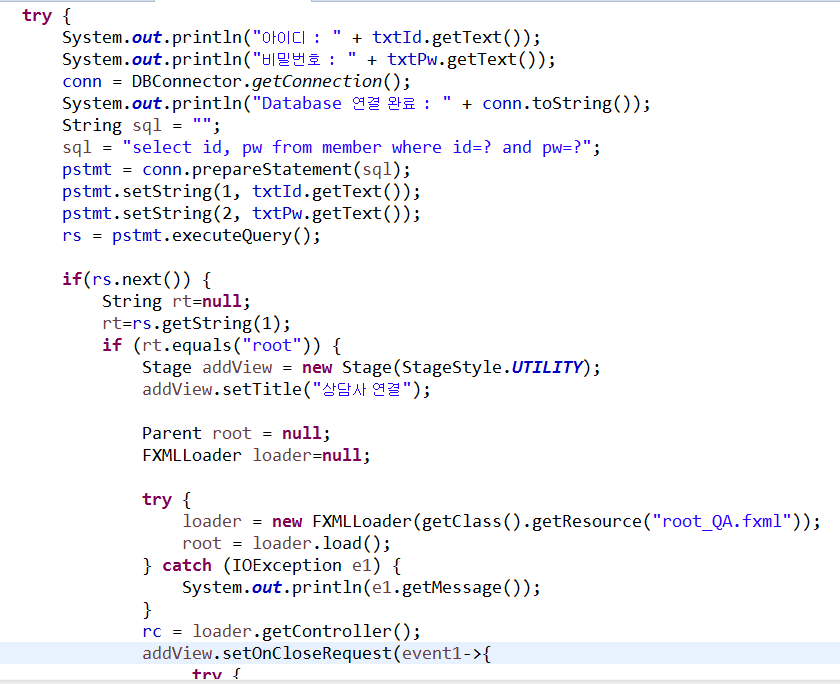 try {
System.out.println("아이디 : " + txtId.getText());
System.out.println("비밀번호 : " + txtPw.getText());
conn = DBConnector.getConnection();
System.out.println("Database 연결 완료 : " + conn.toString());
String sql = "";
sql = "select id, pw from member where id=? and pw=?";
pstmt = conn.prepareStatement(sql);
pstmt.setString(1, txtId.getText());
pstmt.setString(2, txtPw.getText());
rs = pstmt.executeQuery();
if(rs.next()) {
String rt=null;
rt=rs.getString(1);
if (rt.equals("root")) {
Stage addView = new Stage(StageStyle.UTILITY);
addView.setTitle("상담사 연결");
Parent root = null;
FXMLLoader loader=null;
try {
loader = new FXMLLoader(getClass().getResource("root_QA.fxml"));
root = loader.load();
} catch (IOException e1) {
System.out.println(e1.getMessage());
}
rc = loader.getController();
addView.setOnCloseRequest(event1->{
try {